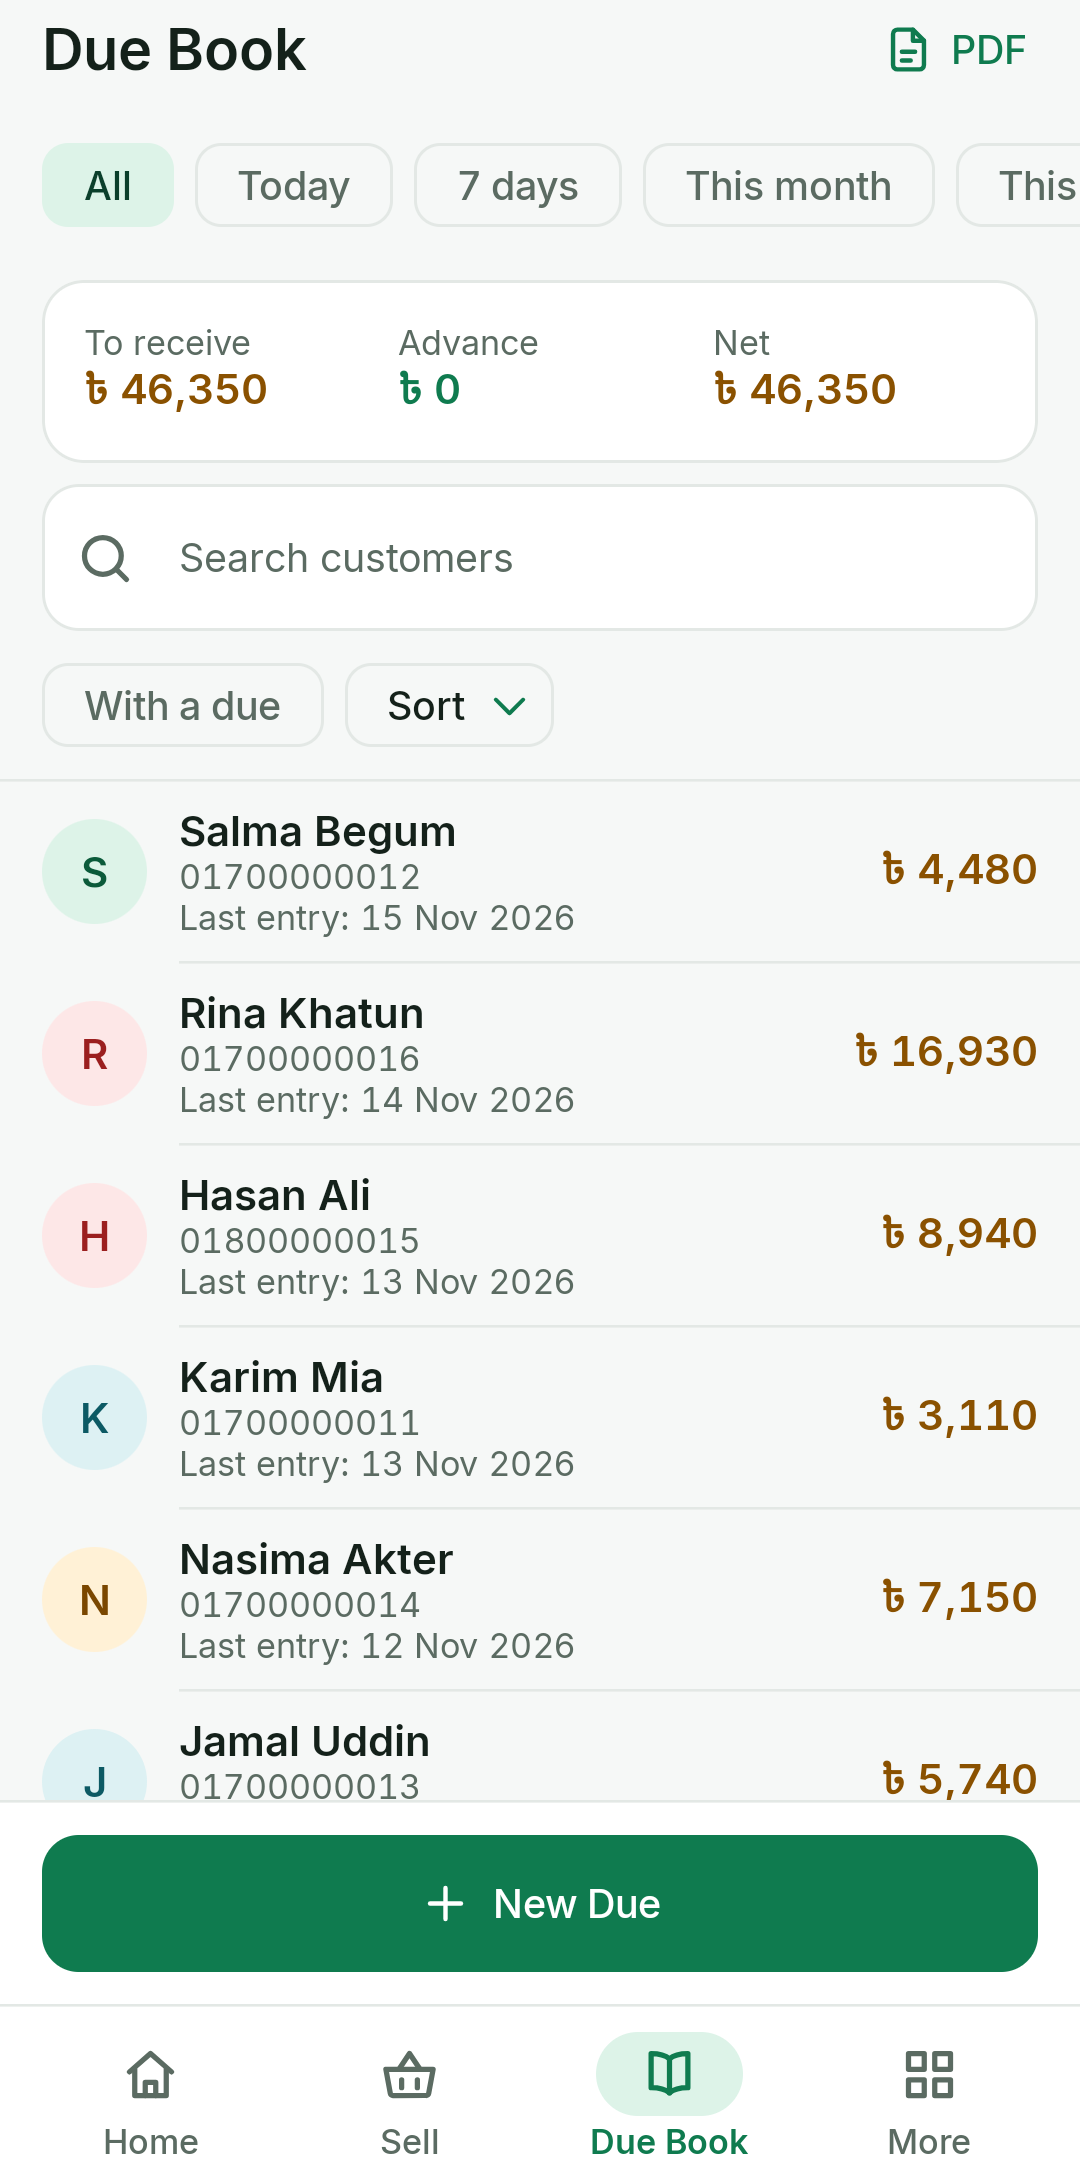 Due Book
PDF
All
Today
7 days
This month
This
To receive
Advance
Net
৳ 46,350
৳ 0
৳ 46,350
Search customers
With a due
Sort
S
Salma Begum
01700000012
Last entry: 15 Nov 2026
৳ 4,480
R
Rina Khatun
01700000016
Last entry: 14 Nov 2026
৳ 16,930
H
Hasan Ali
01800000015
Last entry: 13 Nov 2026
৳ 8,940
K
Karim Mia
01700000011
Last entry: 13 Nov 2026
৳ 3,110
N
Nasima Akter
01700000014
Last entry: 12 Nov 2026
৳ 7,150
J
Jamal Uddin
01700000013
৳ 5,740
New Due
Home
Sell
Due Book
More